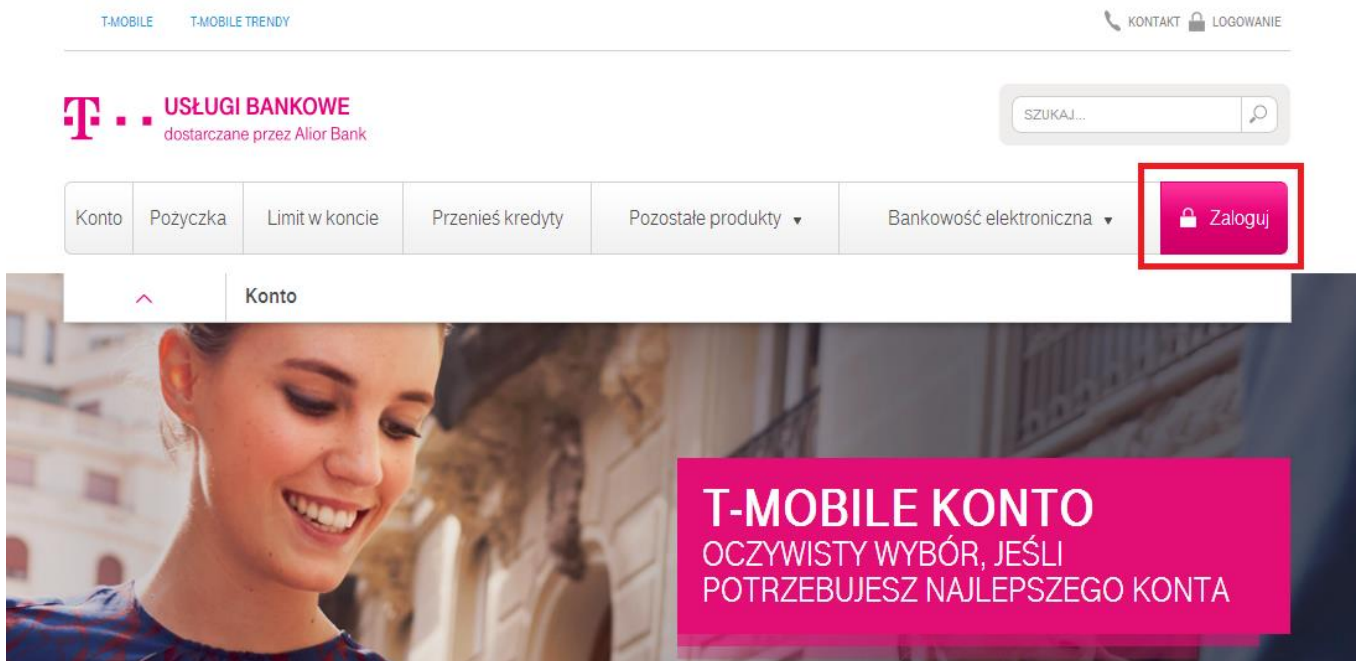 T-MOBILE T-MOBILE TRENDY KONTAKT LOGOWANIE
USŁUGI BANKOWE
dostarczane przez Alior Bank
SZUKAJ...
Konto Pożyczka Limit w koncie Przenieś kredyty Pozostałe produkty ▼ Bankowość elektroniczna ▼ Zaloguj
Konto
T-MOBILE KONTO
OCZYWISTY WYBÓR, JEŚLI
POTRZEBUJESZ NAJLEPSZEGO KONTA